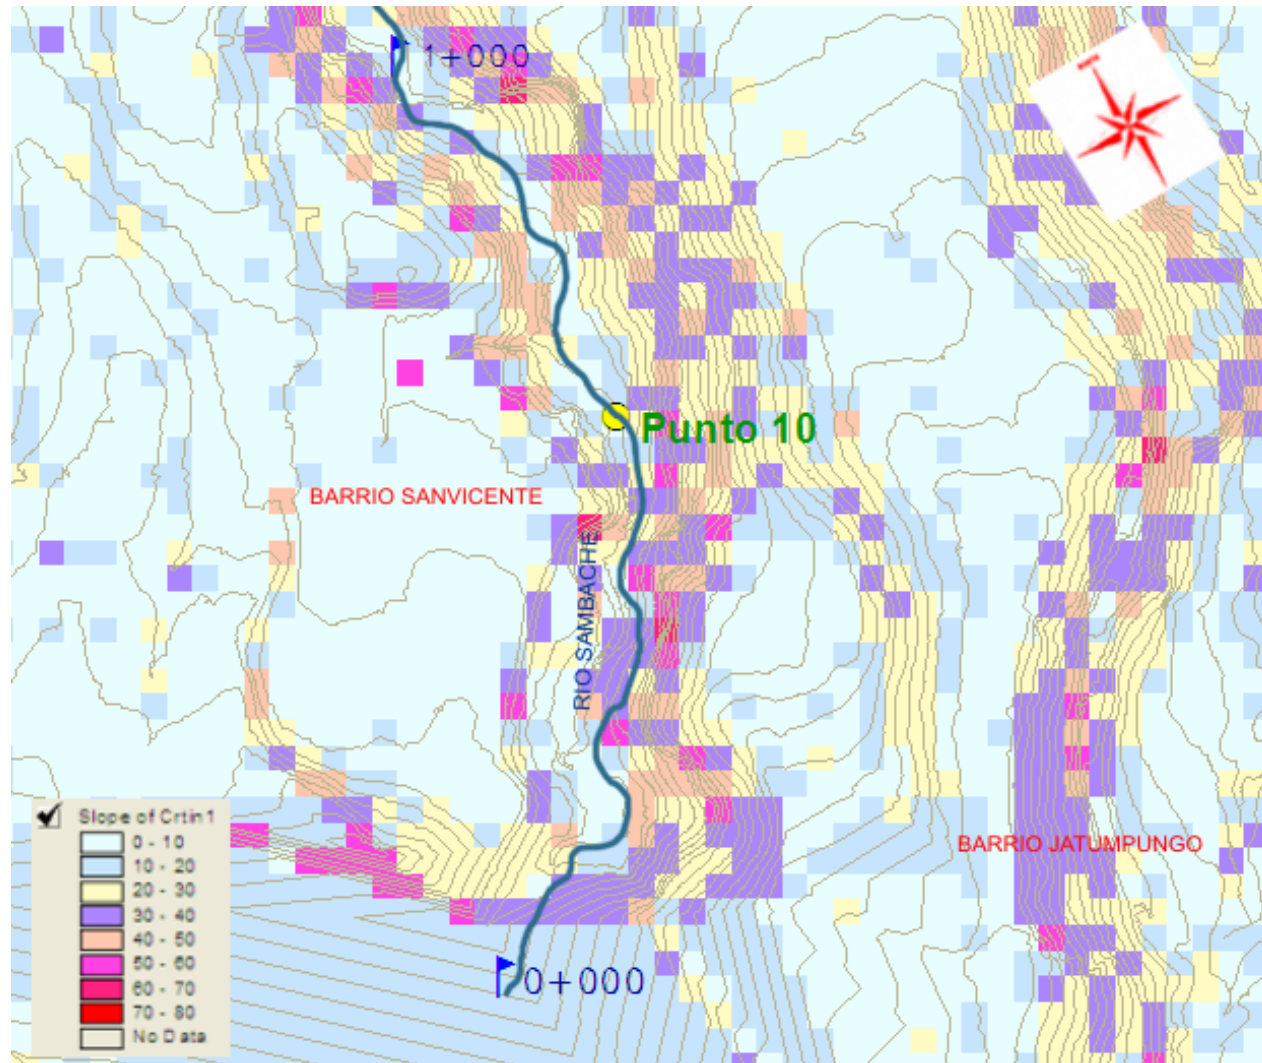 1+000
Punto 10
BARRIO SANVICENTE
RIO SAMBACHE
BARRIO JATUMPUNGO
0+000
Slope of Crtin1
0 - 10
10 - 20
20 - 30
30 - 40
40 - 50
50 - 60
60 - 70
70 - 80
No Data